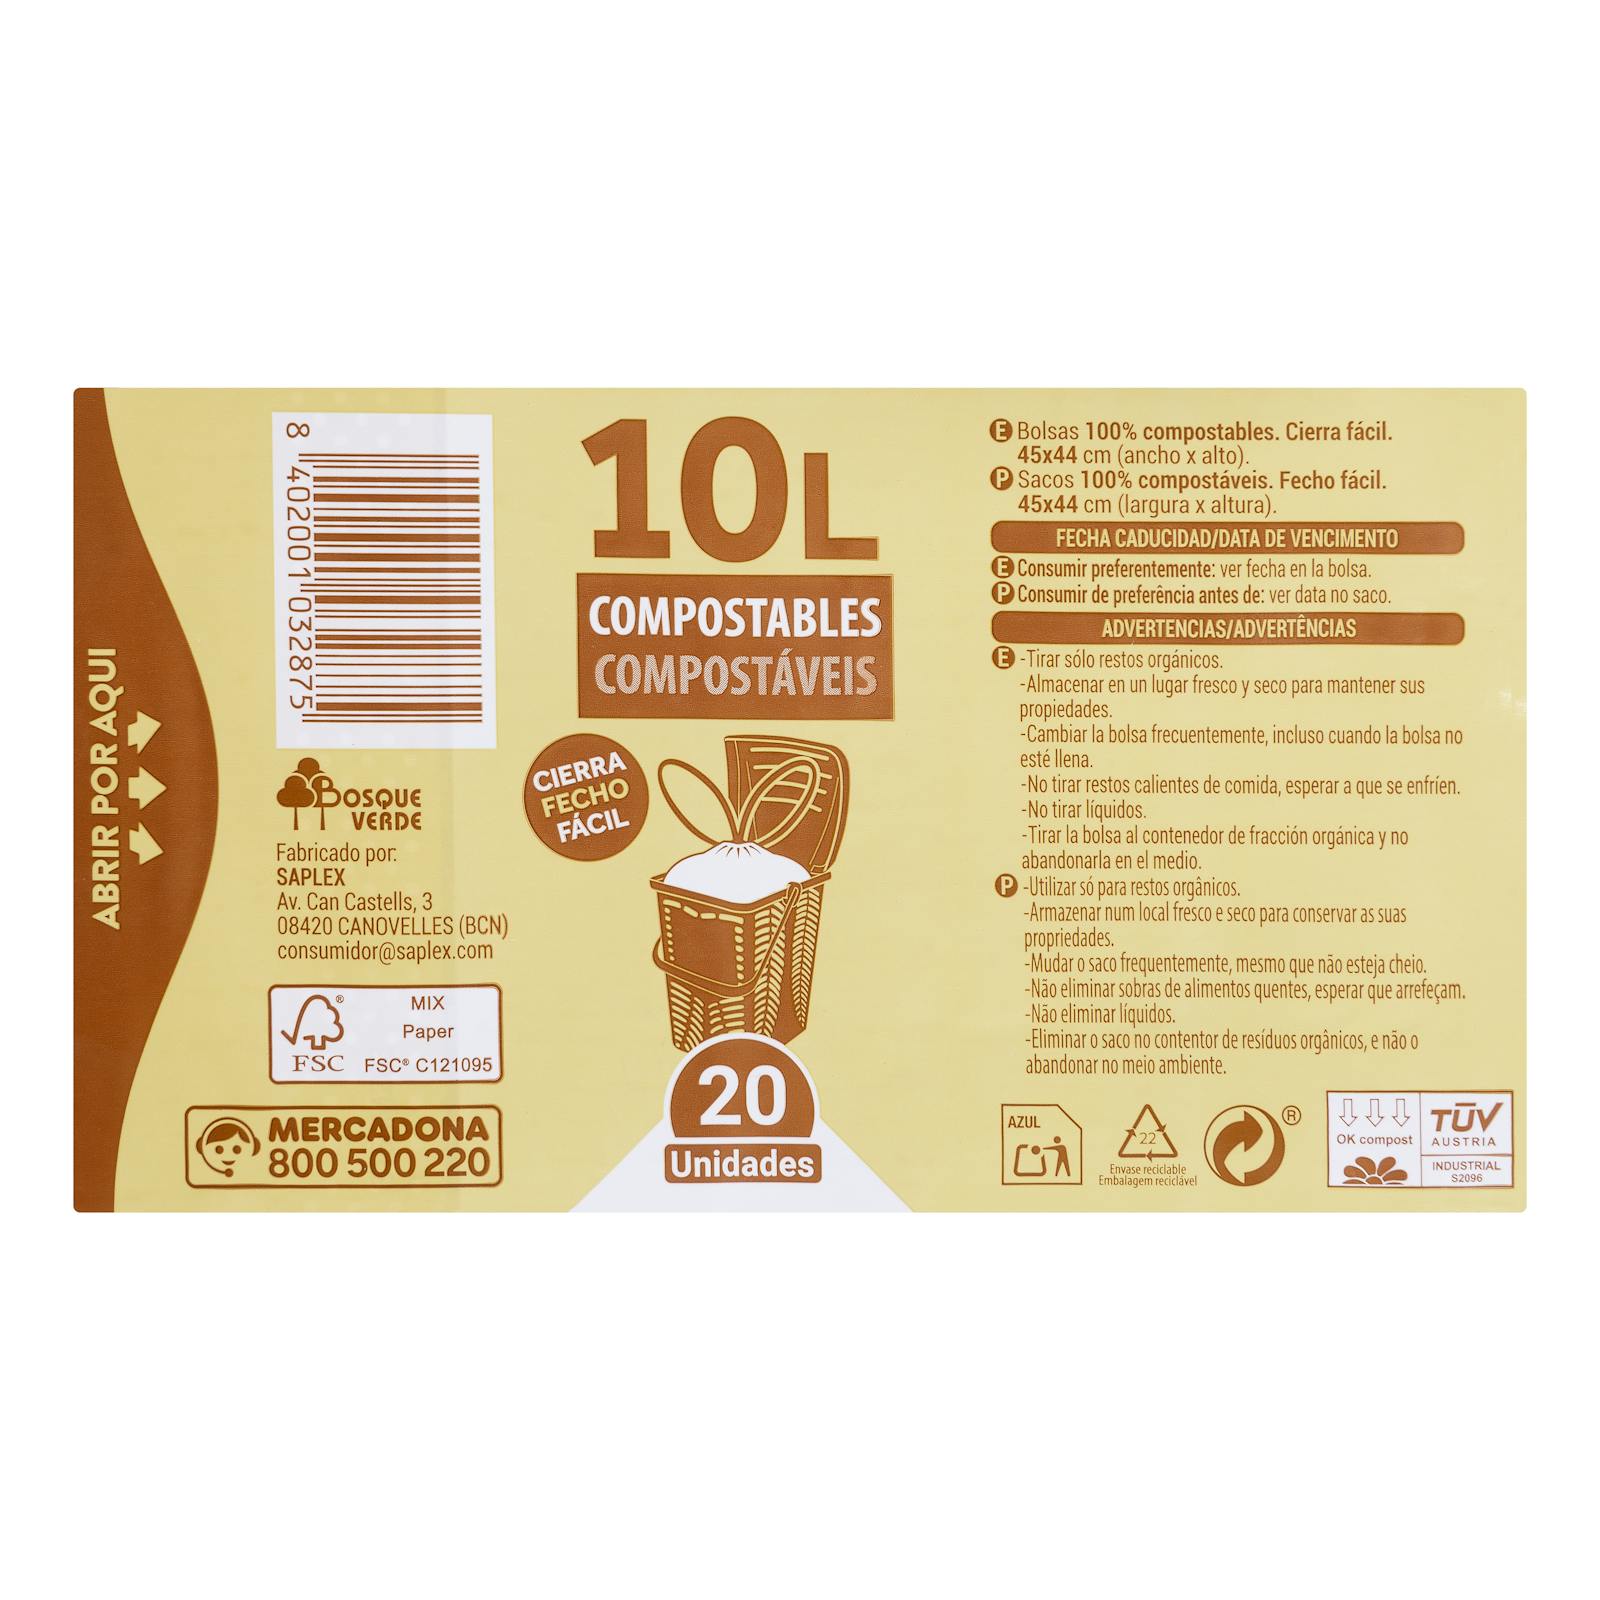 ABRIR POR AQUI
8 402001 032875
BOSQUE
VERDE
Fabricado por:
SAPLEX
Av. Can Castells, 3
08420 CANOVELLES (BCN)
consumidor@saplex.com
FSC®
MIX
Paper
FSC® C121095
MERCADONA
800 500 220
10L
COMPOSTABLES
COMPOSTÁVEIS
CIERRA
FECHO
FÁCIL
20
Unidades
E Bolsas 100% compostables. Cierra fácil.
45x44 cm (ancho x alto).
P Sacos 100% compostáveis. Fecho fácil.
45x44 cm (largura x altura).
FECHA CADUCIDAD/DATA DE VENCIMENTO
E Consumir preferentemente: ver fecha en la bolsa.
P Consumir de preferência antes de: ver data no saco.
ADVERTENCIAS/ADVERTÊNCIAS
E -Tirar sólo restos orgánicos.
-Almacenar en un lugar fresco y seco para mantener sus
propiedades.
-Cambiar la bolsa frecuentemente, incluso cuando la bolsa no
esté llena.
-No tirar restos calientes de comida, esperar a que se enfríen.
-No tirar líquidos.
-Tirar la bolsa al contenedor de fracción orgánica y no
abandonarla en el medio.
P -Utilizar só para restos orgânicos.
-Armazenar num local fresco e seco para conservar as suas
propriedades.
-Mudar o saco frequentemente, mesmo que não esteja cheio.
-Não eliminar sobras de alimentos quentes, esperar que arrefeçam.
-Não eliminar líquidos.
-Eliminar o saco no contentor de resíduos orgânicos, e não o
abandonar no meio ambiente.
AZUL
22
Envase reciclable
Embalagem reciclável
®
OK compost
TÜV
AUSTRIA
INDUSTRIAL
S2096